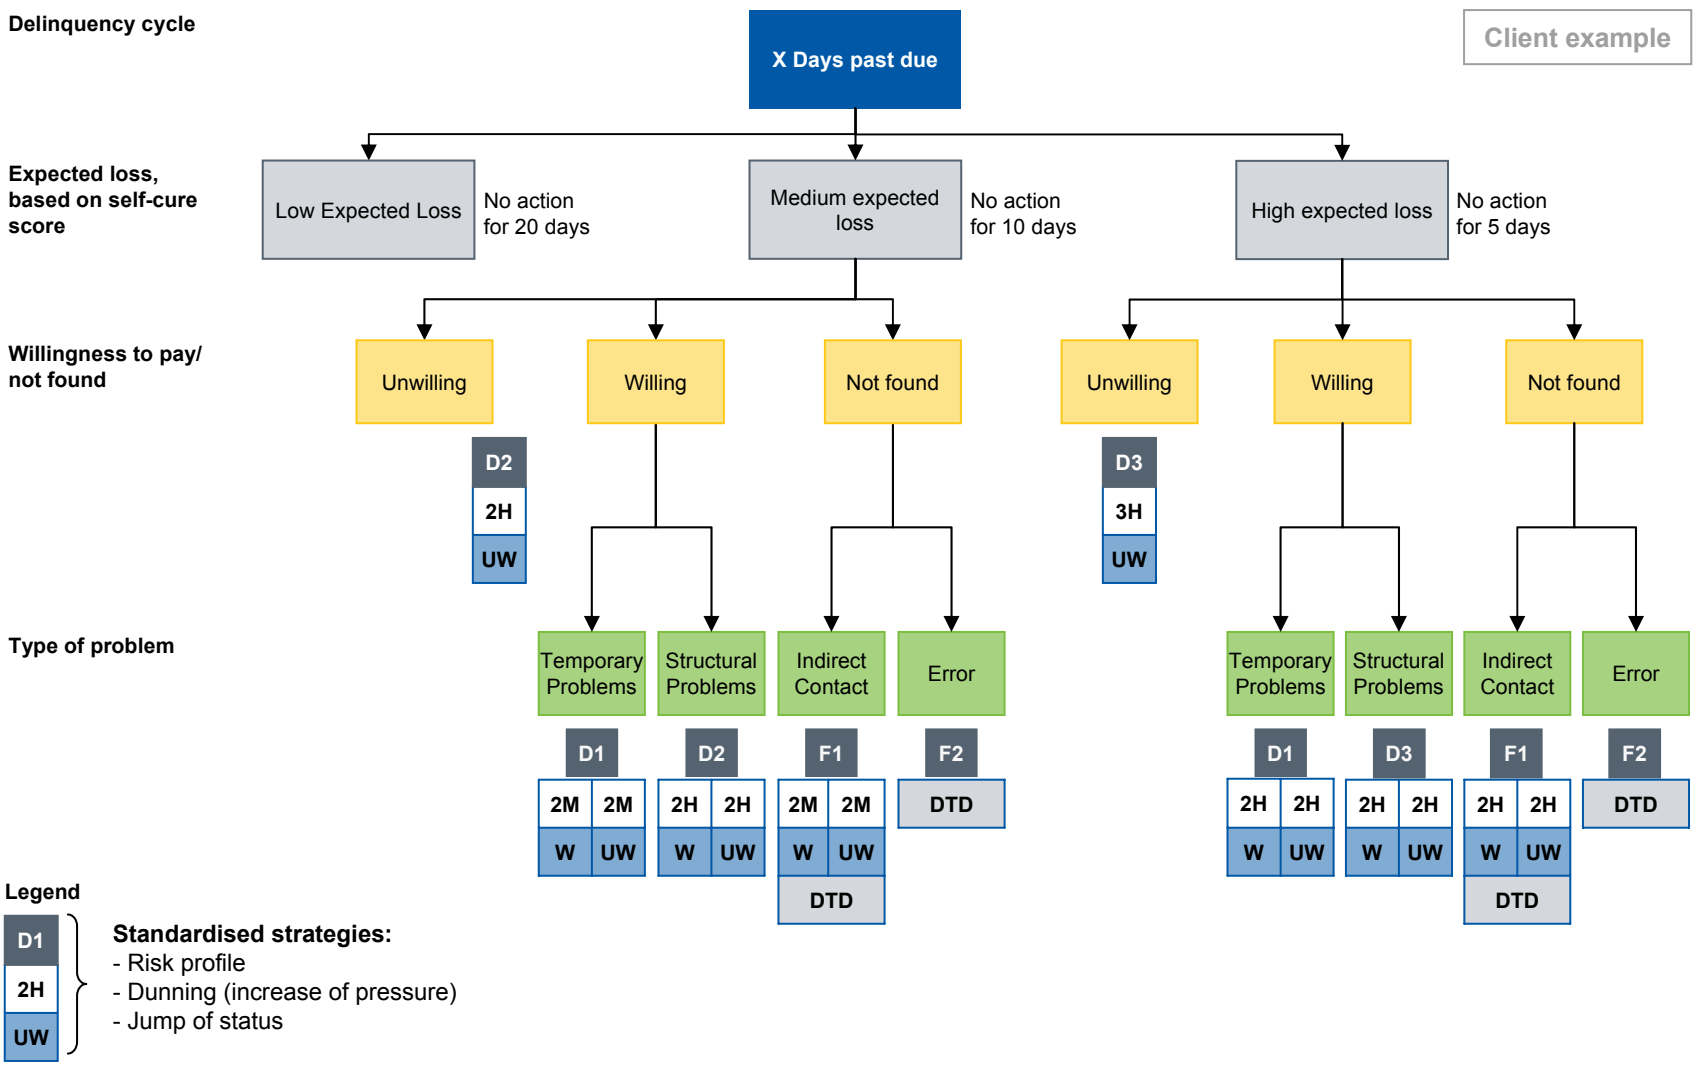 Delinquency cycle
X Days past due
Client example
Expected loss,
based on self-cure
score
Low Expected Loss
No action
for 20 days
Medium expected
loss
No action
for 10 days
High expected loss
No action
for 5 days
Willingness to pay/
not found
Unwilling
Willing
Not found
Unwilling
Willing
Not found
D2
2H
UW
D3
3H
UW
Type of problem
Temporary
Problems
Structural
Problems
Indirect
Contact
Error
Temporary
Problems
Structural
Problems
Indirect
Contact
Error
D1
D2
F1
F2
D1
D3
F1
F2
2M 2M
2H 2H
2M 2M
DTD
2H 2H
2H 2H
2H 2H
DTD
W UW
W UW
W UW
W UW
W UW
W UW
DTD
DTD
Legend
D1
2H
UW
Standardised strategies:
- Risk profile
- Dunning (increase of pressure)
- Jump of status